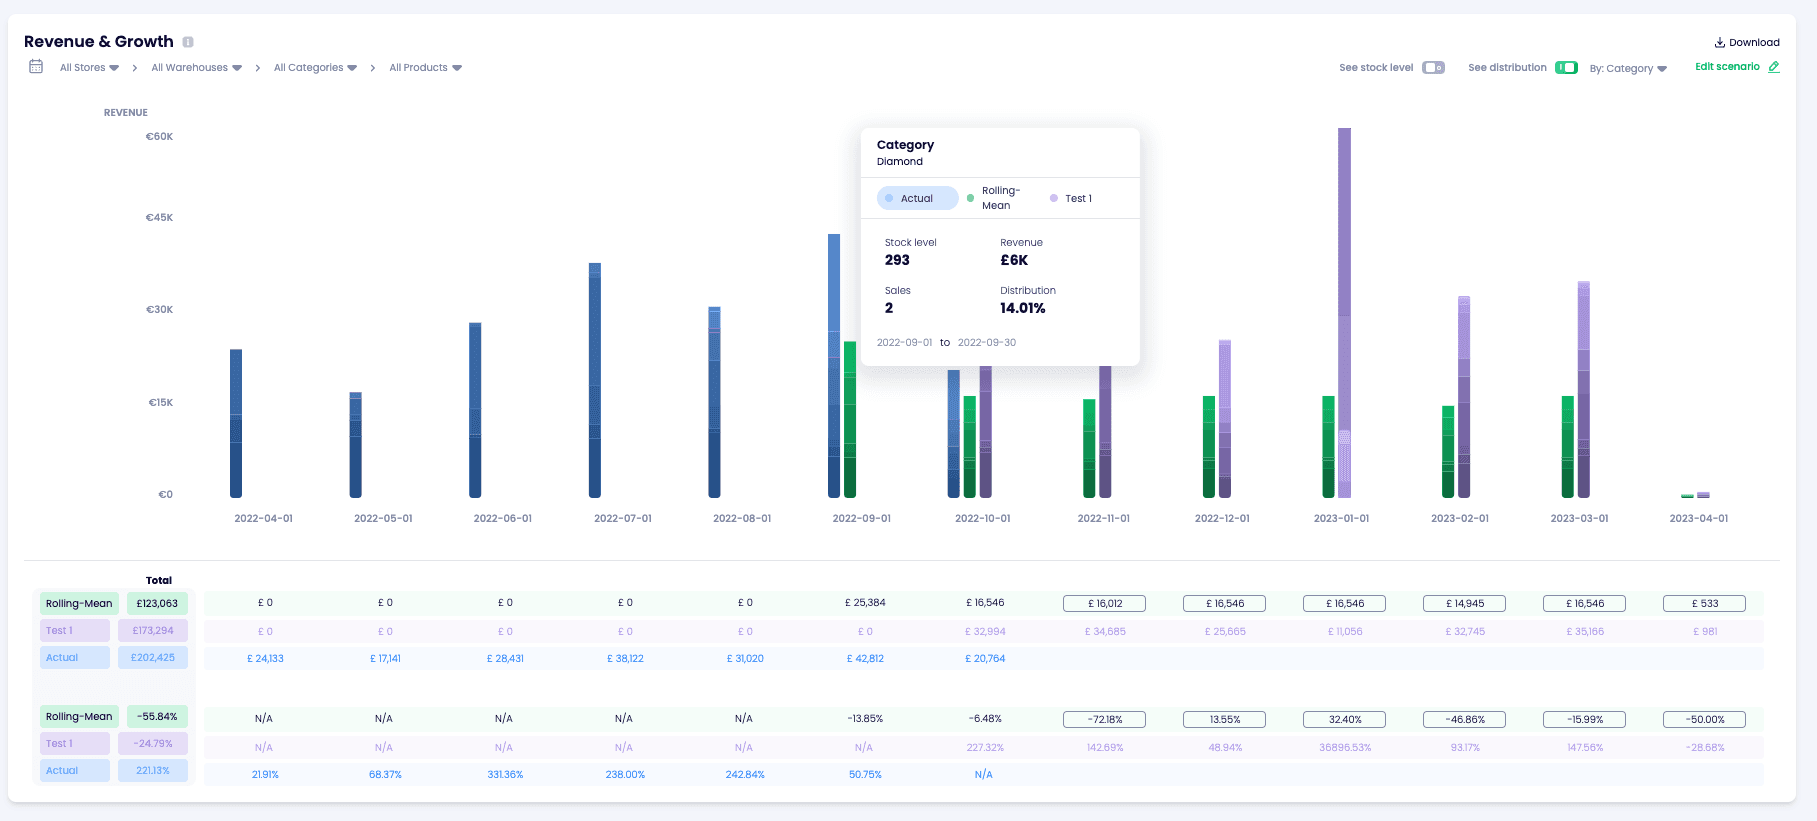 Revenue & Growth
Download
All Stores > All Warehouses > All Categories > All Products
See stock level See distribution By: Category Edit scenario
REVENUE
€60K
€45K
€30K
€15K
€0
Category
Diamond
Actual Rolling-Mean Test 1
Stock level Revenue
293 £6K
Sales Distribution
2 14.01%
2022-09-01 to 2022-09-30
2022-04-01 2022-05-01 2022-06-01 2022-07-01 2022-08-01 2022-09-01 2022-10-01 2022-11-01 2022-12-01 2023-01-01 2023-02-01 2023-03-01 2023-04-01
Total
Rolling-Mean £123,063 £ 0 £ 0 £ 0 £ 0 £ 0 £ 25,384 £ 16,546 £ 16,012 £ 16,546 £ 16,546 £ 14,945 £ 16,546 £ 533
Test 1 £173,294 £ 0 £ 0 £ 0 £ 0 £ 0 £ 0 £ 32,994 £ 34,685 £ 25,665 £ 11,056 £ 32,745 £ 35,166 £ 981
Actual £202,425 £ 24,133 £ 17,141 £ 28,431 £ 38,122 £ 31,020 £ 42,812 £ 20,764
Rolling-Mean -55.84% N/A N/A N/A N/A N/A -13.85% -6.48% -72.18% 13.55% 32.40% -46.86% -15.99% -50.00%
Test 1 -24.79% N/A N/A N/A N/A N/A N/A 227.32% 142.69% 48.94% 36896.53% 93.17% 147.56% -28.68%
Actual 221.13% 21.91% 68.37% 331.36% 238.00% 242.84% 50.75% N/A